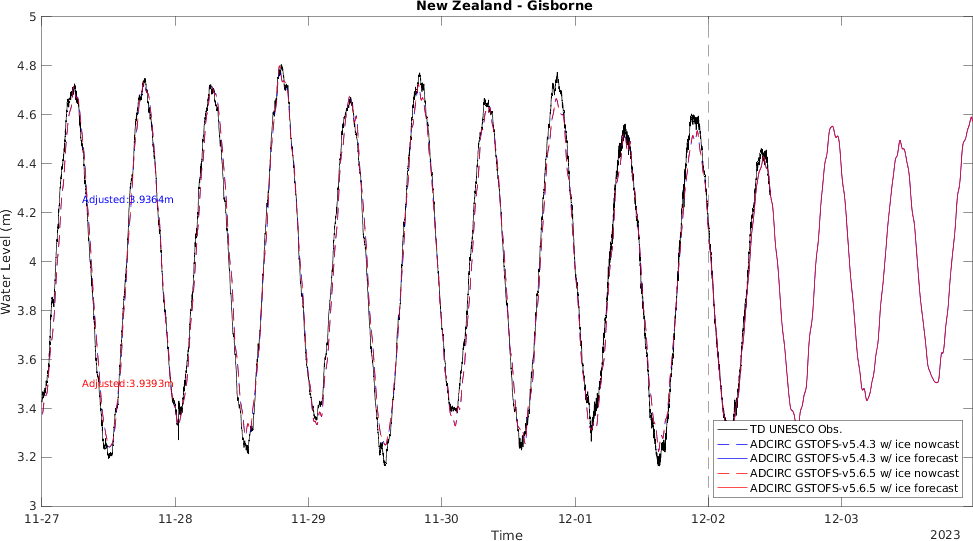 New Zealand - Gisborne
5
4.8
4.6
4.4
4.2
4
3.8
3.6
3.4
3.2
3
Water Level (m)
Adjusted:3.9364m
Adjusted:3.9393m
TD UNESCO Obs.
ADCIRC GSTOFS-v5.4.3 w/ ice nowcast
ADCIRC GSTOFS-v5.4.3 w/ ice forecast
ADCIRC GSTOFS-v5.6.5 w/ ice nowcast
ADCIRC GSTOFS-v5.6.5 w/ ice forecast
11-27 11-28 11-29 11-30 12-01 12-02 12-03
Time
2023